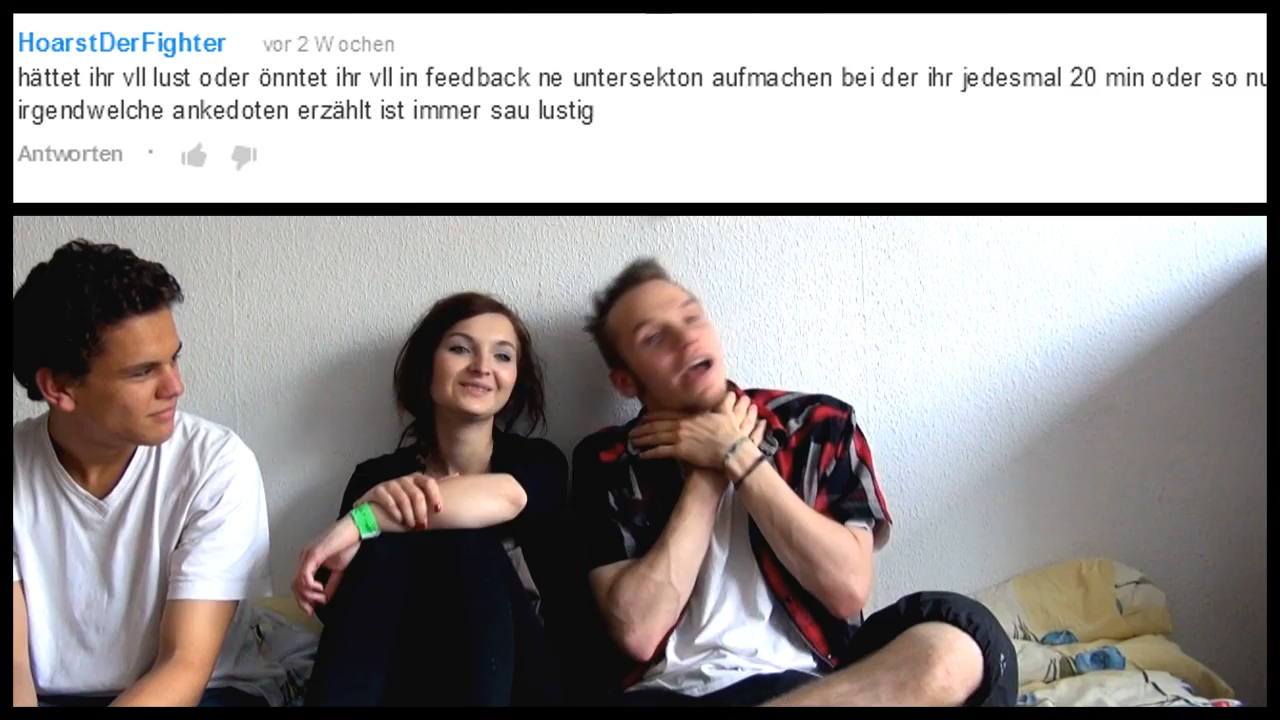 HoarstDerFighter vor 2 Wochen
hättet ihr vll lust oder önntet ihr vll in feedback ne untersekton aufmachen bei der ihr jedesmal 20 min oder so nu
irgendwelche ankedoten erzählt ist immer sau lustig
Antworten ·